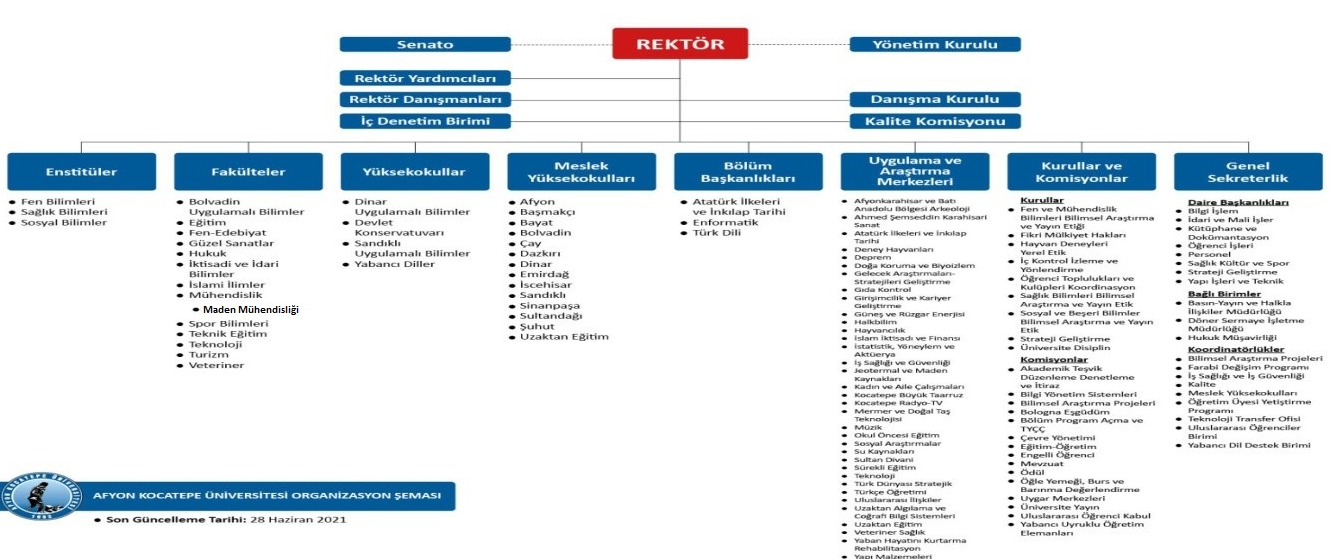 REKTÖR
Senato
Yönetim Kurulu
Rektör Yardımcıları
Rektör Danışmanları
Danışma Kurulu
İç Denetim Birimi
Kalite Komisyonu
Enstitüler
Fen Bilimleri
Sağlık Bilimleri
Sosyal Bilimler
Fakülteler
Bolvadin
Uygulamalı Bilimler
Eğitim
Fen-Edebiyat
Güzel Sanatlar
Hukuk
İktisadi ve İdari
Bilimler
İslami İlimler
Mühendislik
Maden Mühendisliği
Spor Bilimleri
Teknik Eğitim
Teknoloji
Turizm
Veteriner
Yüksekokullar
Dinar
Uygulamalı Bilimler
Devlet
Konservatuvarı
Sandıklı
Uygulamalı Bilimler
Yabancı Diller
Meslek
Yüksekokulları
Afyon
Başmakçı
Bayat
Bolvadin
Çay
Dazkırı
Dinar
Emirdağ
İscehisar
Sandıklı
Sinanpaşa
Sultandağı
Şuhut
Uzaktan Eğitim
Bölüm
Başkanlıkları
Atatürk İlkeleri
ve İnkılap Tarihi
Enformatik
Türk Dili
Uygulama ve
Araştırma
Merkezleri
Afyonkarahisar ve Batı
Anadolu Bölgesi Arkeoloji
Ahmed Şemseddin Karahisari
Sanat
Atatürk İlkeleri ve İnkılap
Tarihi
Deney Hayvanları
Deprem
Doğa Koruma ve Biyoizlem
Gelecek Araştırmaları-
Stratejileri Geliştirme
Gıda Kontrol
Girişimcilik ve Kariyer
Geliştirme
Güneş ve Rüzgar Enerjisi
Halkbilim
Hayvancılık
İslam İktisadı ve Finansı
İstatistik, Yöneylem ve
Aktüerya
İş Sağlığı ve Güvenliği
Jeotermal ve Maden
Kaynakları
Kadın ve Aile Çalışmaları
Kocatepe Büyük Taarruz
Kocatepe Radyo-TV
Mermer ve Doğal Taş
Teknolojisi
Müzik
Okul Öncesi Eğitim
Sosyal Araştırmalar
Su Kaynakları
Sultan Divani
Sürekli Eğitim
Teknoloji
Türk Dünyası Stratejik
Türkçe Öğretimi
Uluslararası İlişkiler
Uzaktan Algılama ve
Coğrafi Bilgi Sistemleri
Uzaktan Eğitim
Veteriner Sağlık
Yaban Hayatını Kurtarma
Rehabilitasyon
Yapı Malzemeleri
Kurullar ve
Komisyonlar
Kurullar
Fen ve Mühendislik
Bilimleri Bilimsel Araştırma
ve Yayın Etiği
Fikri Mülkiyet Hakları
Hayvan Deneyleri
Yerel Etik
İç Kontrol İzleme ve
Yönlendirme
Öğrenci Toplulukları ve
Kulüpleri Koordinasyon
Sağlık Bilimleri Bilimsel
Araştırma ve Yayın Etik
Sosyal ve Beşeri Bilimler
Bilimsel Araştırma ve Yayın
Etik
Strateji Geliştirme
Üniversite Disiplin
Komisyonlar
Akademik Teşvik
Düzenleme Denetleme
ve İtiraz
Bilgi Yönetim Sistemleri
Bilimsel Araştırma Projeleri
Bologna Eşgüdüm
Bölüm Program Açma ve
TYÇÇ
Çevre Yönetimi
Eğitim-Öğretim
Engelli Öğrenci
Mevzuat
Ödül
Öğle Yemeği, Burs ve
Barınma Değerlendirme
Uygar Merkezleri
Üniversite Yayın
Uluslararası Öğrenci Kabul
Yabancı Uyruklu Öğretim
Elemanları
Genel
Sekreterlik
Daire Başkanlıkları
Bilgi İşlem
İdari ve Mali İşler
Kütüphane ve
Dokümantasyon
Öğrenci İşleri
Personel
Sağlık Kültür ve Spor
Strateji Geliştirme
Yapı İşleri ve Teknik
Bağlı Birimler
Basın-Yayın ve Halkla
İlişkiler Müdürlüğü
Döner Sermaye İşletme
Müdürlüğü
Hukuk Müşavirliği
Koordinatörlükler
Bilimsel Araştırma Projeleri
Farabi Değişim Programı
İş Sağlığı ve İş Güvenliği
Kalite
Meslek Yüksekokulları
Öğretim Üyesi Yetiştirme
Programı
Teknoloji Transfer Ofisi
Uluslararası Öğrenciler
Birimi
Yabancı Dil Destek Birimi
AFYON KOCATEPE ÜNİVERSİTESİ
1992
AFYON KOCATEPE ÜNİVERSİTESİ ORGANİZASYON ŞEMASI
Son Güncelleme Tarihi: 28 Haziran 2021